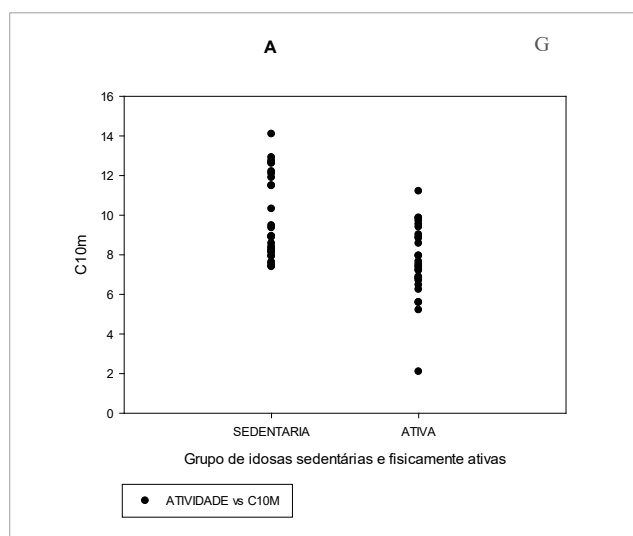 A
G
16
14
12
10
8
6
4
2
0
C10m
SEDENTARIA ATIVA
Grupo de idosas sedentárias e fisicamente ativas
ATIVIDADE vs C10M